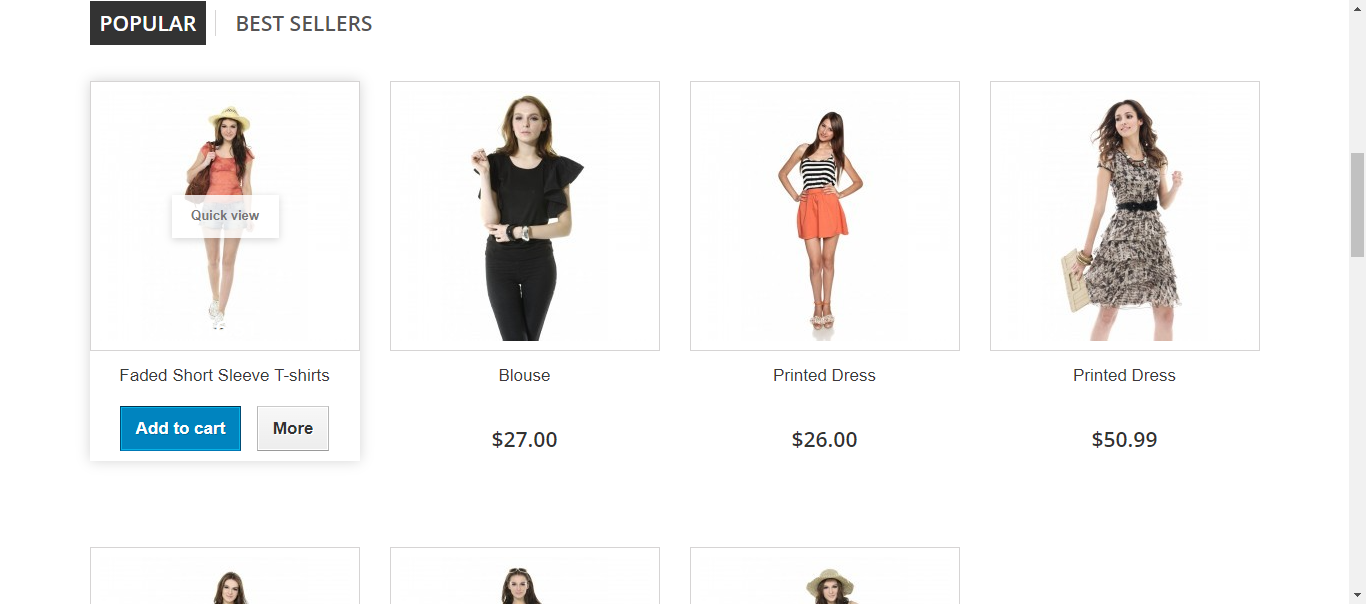 POPULAR
BEST SELLERS
Quick view
Faded Short Sleeve T-shirts
Blouse
Printed Dress
Printed Dress
Add to cart
More
$27.00
$26.00
$50.99